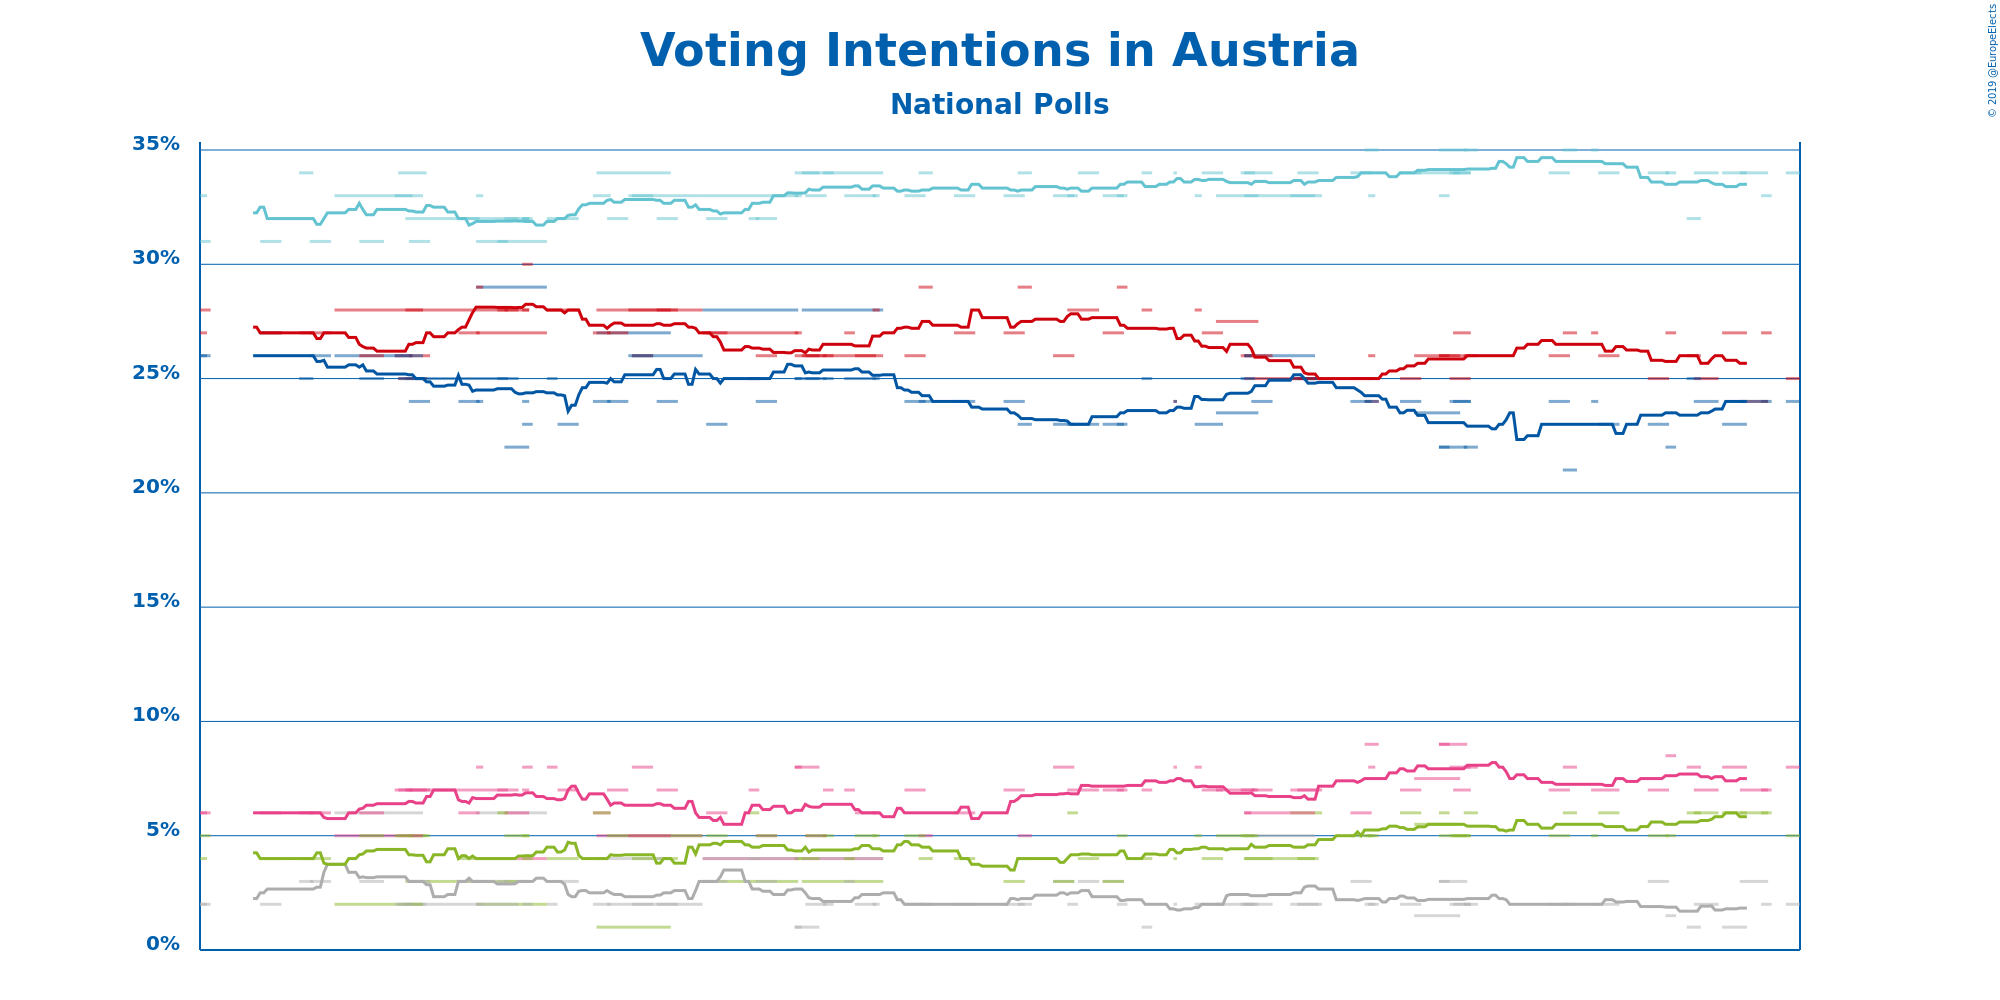 Voting Intentions in Austria
National Polls
© 2019 @EuropeElects
35%
30%
25%
20%
15%
10%
5%
0%